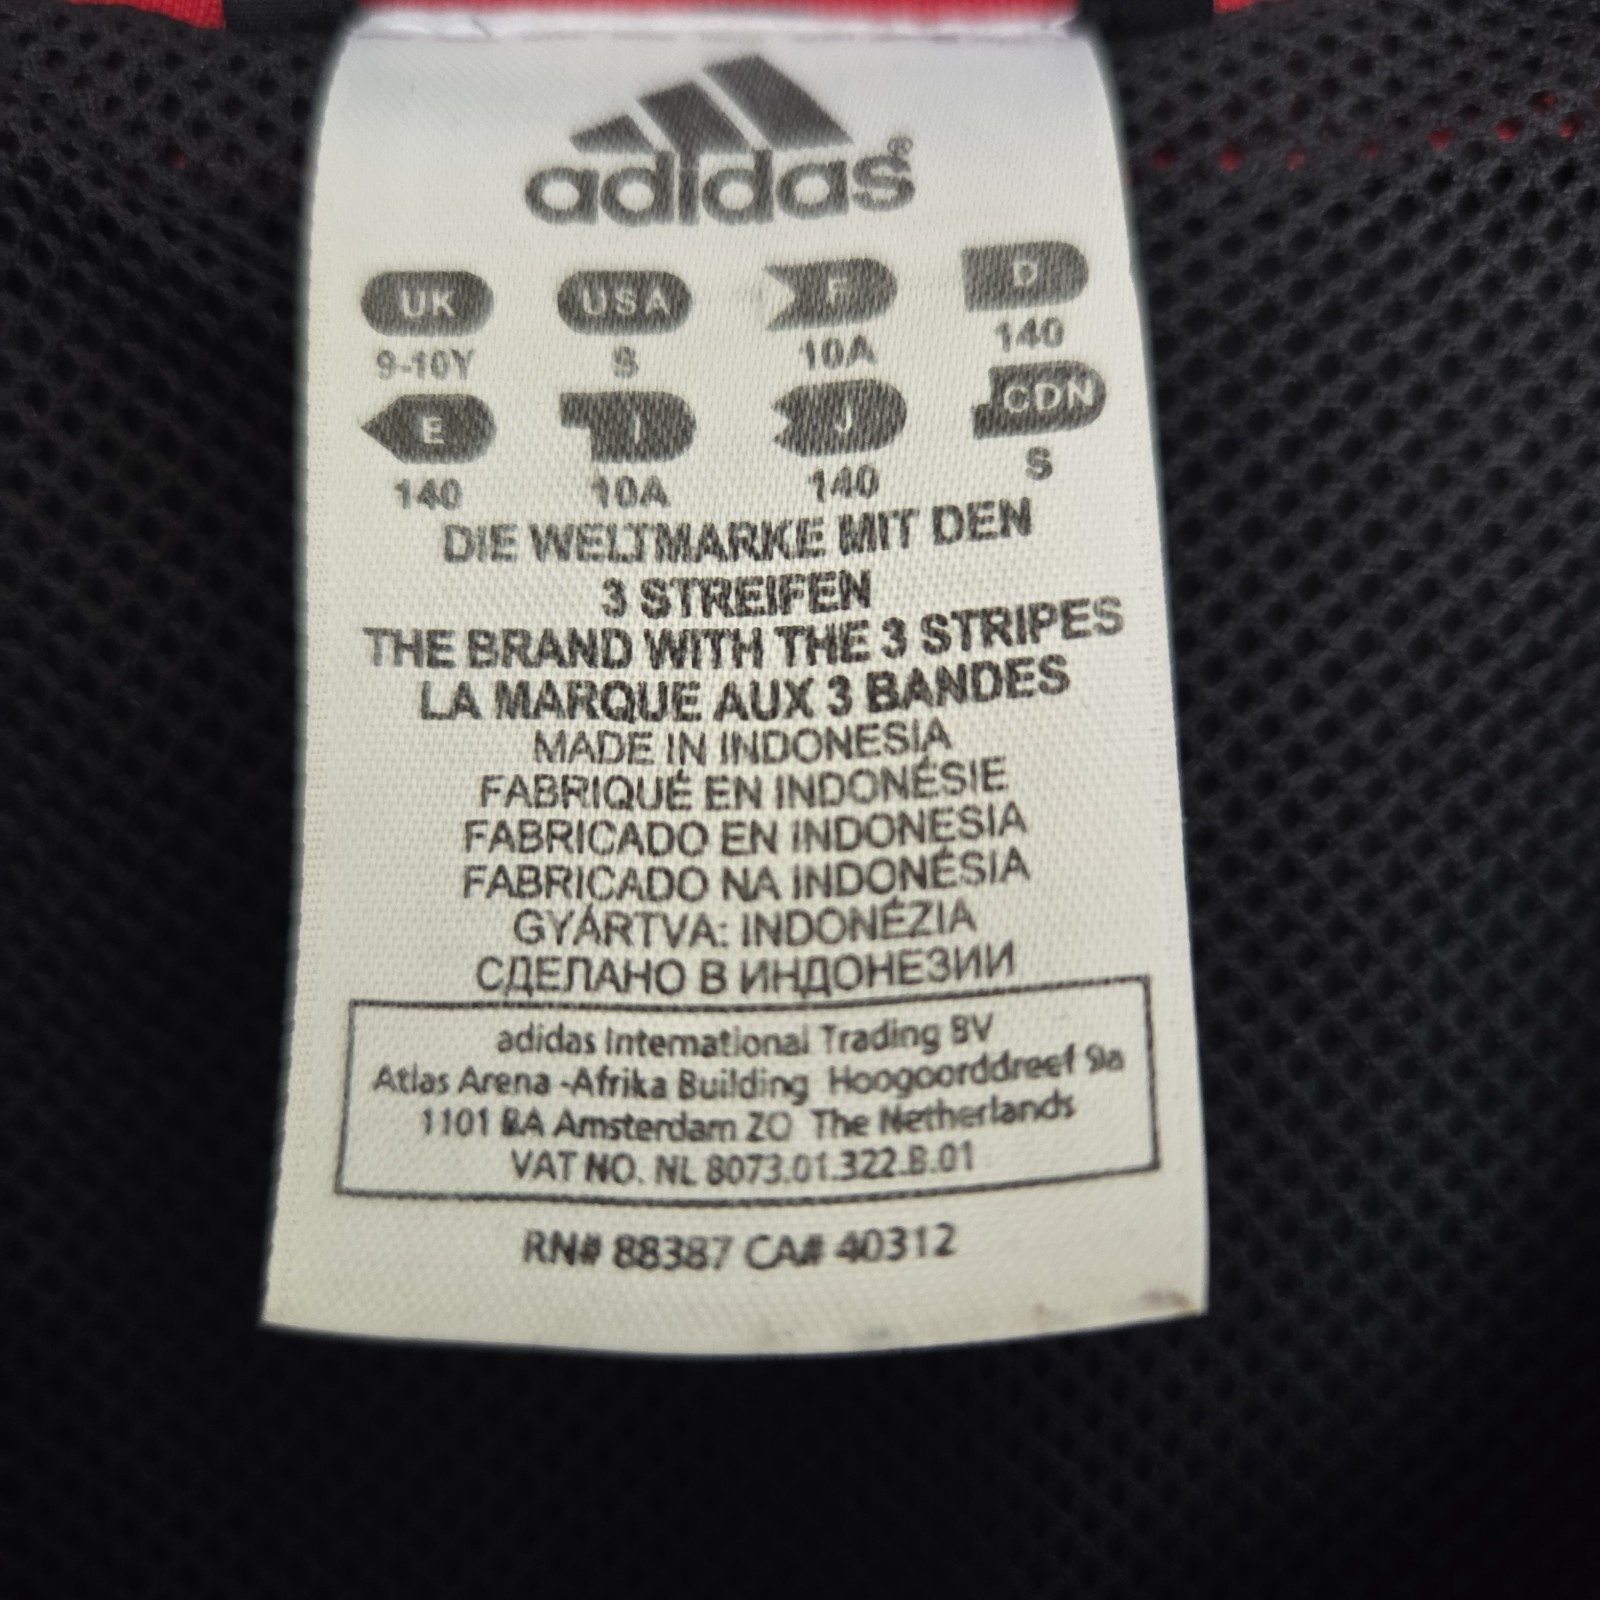 adidas®
UK USA F D
9-10Y S 10A 140
E I J CDN
140 10A 140 S
DIE WELTMARKE MIT DEN
3 STREIFEN
THE BRAND WITH THE 3 STRIPES
LA MARQUE AUX 3 BANDES
MADE IN INDONESIA
FABRIQUÉ EN INDONÉSIE
FABRICADO EN INDONESIA
FABRICADO NA INDONÉSIA
GYÁRTVA: INDONÉZIA
СДЕЛАНО В ИНДОНЕЗИИ
adidas International Trading BV
Atlas Arena -Afrika Building Hoogoorddreef 9a
1101 BA Amsterdam ZO The Netherlands
VAT NO. NL 8073.01.322.B.01
RN# 88387 CA# 40312